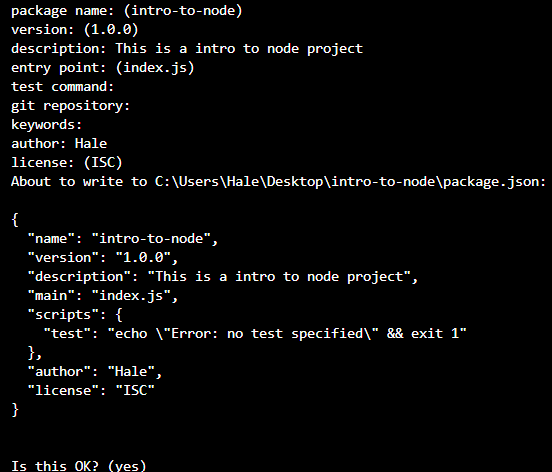 package name: (intro-to-node)
version: (1.0.0)
description: This is a intro to node project
entry point: (index.js)
test command:
git repository:
keywords:
author: Hale
license: (ISC)
About to write to C:\Users\Hale\Desktop\intro-to-node\package.json:
{
  "name": "intro-to-node",
  "version": "1.0.0",
  "description": "This is a intro to node project",
  "main": "index.js",
  "scripts": {
    "test": "echo \"Error: no test specified\" && exit 1"
  },
  "author": "Hale",
  "license": "ISC"
}
Is this OK? (yes)